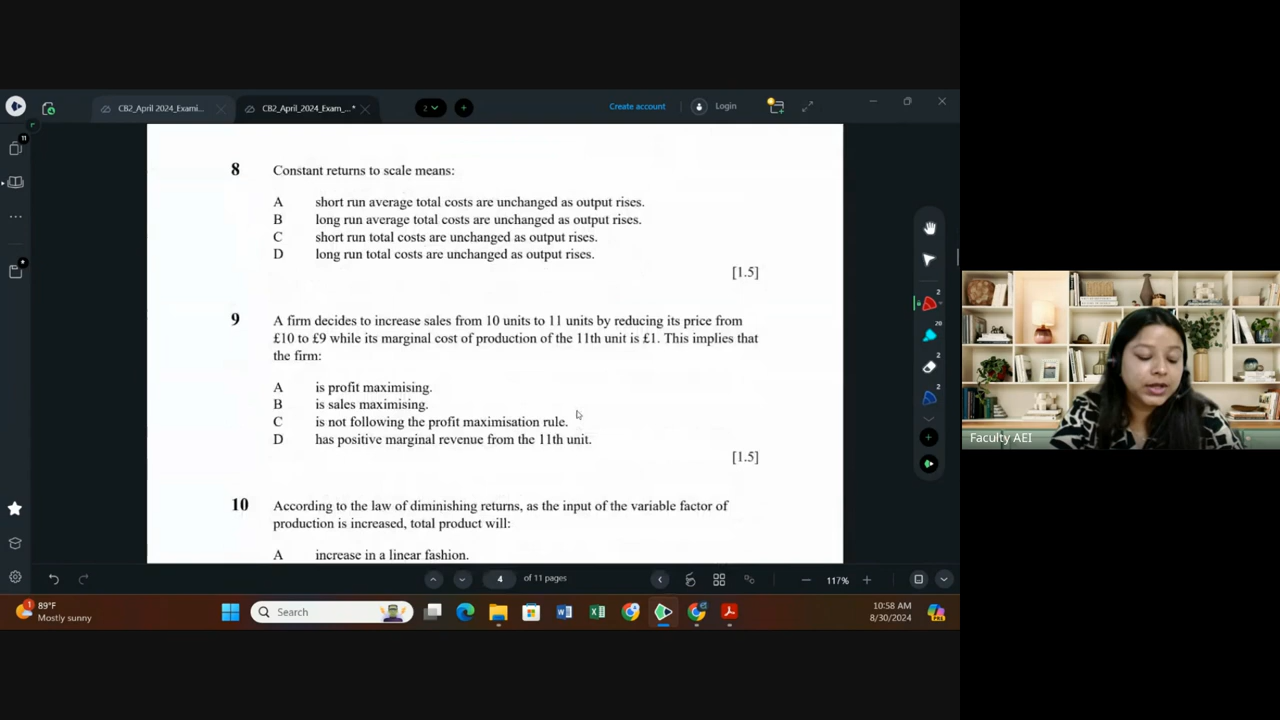 CB2_April 2024_Exami...
CB2_April_2024_Exam_...*
2
Create account
Login
11
8 Constant returns to scale means:
A short run average total costs are unchanged as output rises.
B long run average total costs are unchanged as output rises.
C short run total costs are unchanged as output rises.
D long run total costs are unchanged as output rises.
[1.5]
9 A firm decides to increase sales from 10 units to 11 units by reducing its price from
£10 to £9 while its marginal cost of production of the 11th unit is £1. This implies that
the firm:
A is profit maximising.
B is sales maximising.
C is not following the profit maximisation rule.
D has positive marginal revenue from the 11th unit.
[1.5]
10 According to the law of diminishing returns, as the input of the variable factor of
production is increased, total product will:
A increase in a linear fashion.
2
20
2
2
Faculty AEI
4 of 11 pages
117%
1
89°F
Mostly sunny
Search
10:58 AM
8/30/2024